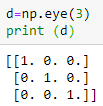 d=np.eye(3)
print (d)
[[1. 0. 0.]
 [0. 1. 0.]
 [0. 0. 1.]]